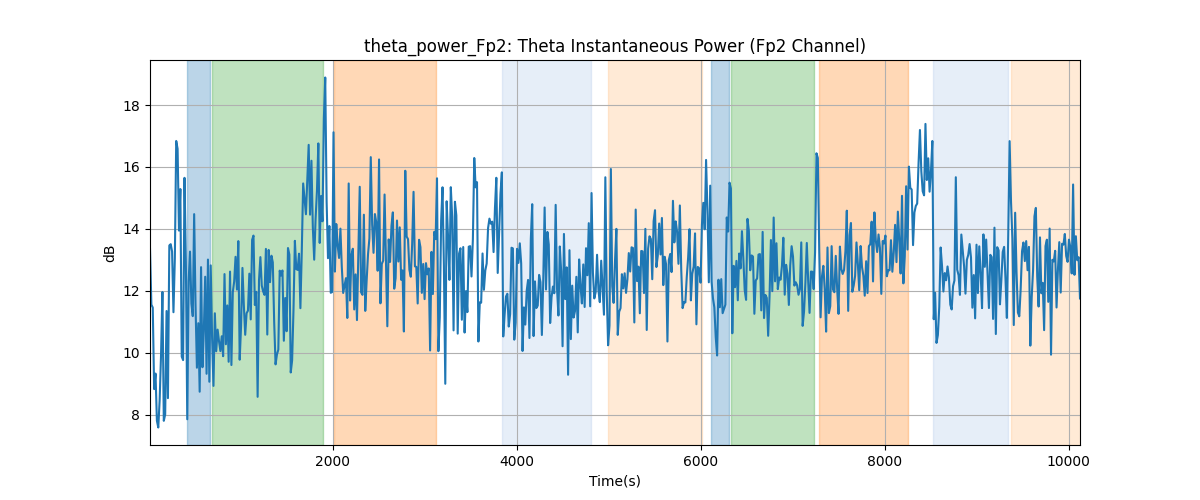 theta_power_Fp2: Theta Instantaneous Power (Fp2 Channel)
dB
18
16
14
12
10
8
2000 4000 6000 8000 10000
Time(s)